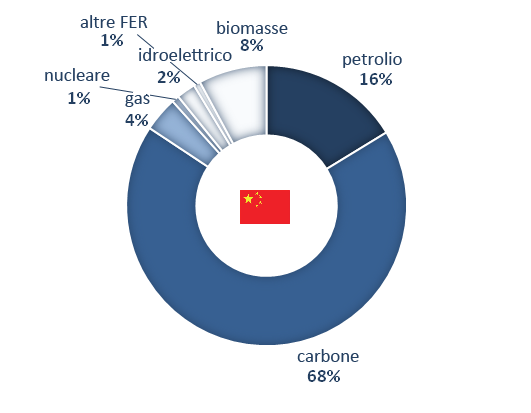 altre FER
1%
biomasse
8%
idroelettrico
2%
petrolio
16%
nucleare
1%
gas
4%
carbone
68%